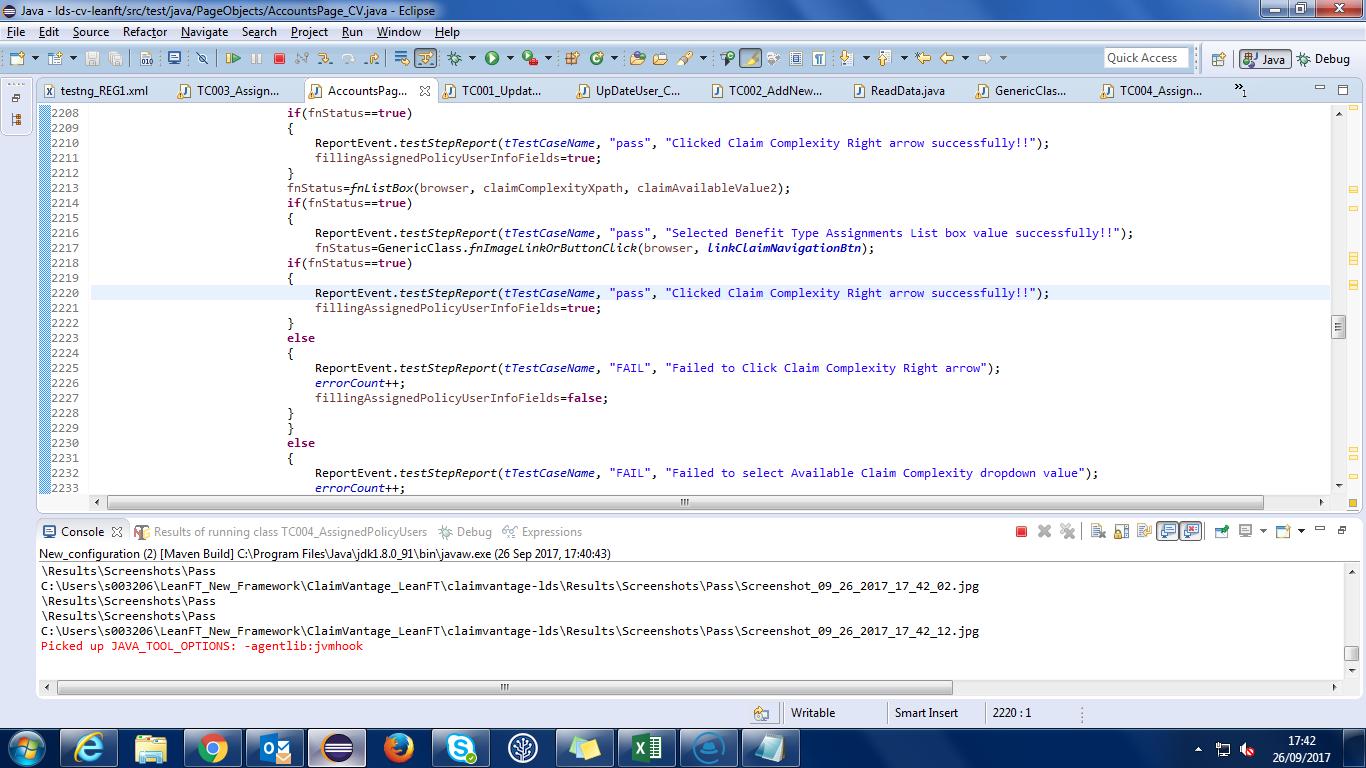 Java - lds-cv-leanft/src/test/java/PageObjects/AccountsPage_CV.java - Eclipse
File Edit Source Refactor Navigate Search Project Run Window Help
Quick Access Java Debug
testng_REG1.xml TC003_Assign... AccountsPag... TC001_Updat... UpDateUser_C... TC002_AddNew... ReadData.java GenericClas... TC004_Assign... »1
2208 if(fnStatus==true)
2209 {
2210 ReportEvent.testStepReport(tTestCaseName, "pass", "Clicked Claim Complexity Right arrow successfully!!");
2211 fillingAssignedPolicyUserInfoFields=true;
2212 }
2213 fnStatus=fnListBox(browser, claimComplexityXpath, claimAvailableValue2);
2214 if(fnStatus==true)
2215 {
2216 ReportEvent.testStepReport(tTestCaseName, "pass", "Selected Benefit Type Assignments List box value successfully!!");
2217 fnStatus=GenericClass.fnImageLinkOrButtonClick(browser, linkClaimNavigationBtn);
2218 if(fnStatus==true)
2219 {
2220 ReportEvent.testStepReport(tTestCaseName, "pass", "Clicked Claim Complexity Right arrow successfully!!");
2221 fillingAssignedPolicyUserInfoFields=true;
2222 }
2223 else
2224 {
2225 ReportEvent.testStepReport(tTestCaseName, "FAIL", "Failed to Click Claim Complexity Right arrow");
2226 errorCount++;
2227 fillingAssignedPolicyUserInfoFields=false;
2228 }
2229 }
2230 else
2231 {
2232 ReportEvent.testStepReport(tTestCaseName, "FAIL", "Failed to select Available Claim Complexity dropdown value");
2233 errorCount++;
Console Results of running class TC004_AssignedPolicyUsers Debug Expressions
New_configuration (2) [Maven Build] C:\Program Files\Java\jdk1.8.0_91\bin\javaw.exe (26 Sep 2017, 17:40:43)
\Results\Screenshots\Pass
C:\Users\s003206\LeanFT_New_Framework\ClaimVantage_LeanFT\claimvantage-lds\Results\Screenshots\Pass\Screenshot_09_26_2017_17_42_02.jpg
\Results\Screenshots\Pass
\Results\Screenshots\Pass
C:\Users\s003206\LeanFT_New_Framework\ClaimVantage_LeanFT\claimvantage-lds\Results\Screenshots\Pass\Screenshot_09_26_2017_17_42_12.jpg
Picked up JAVA_TOOL_OPTIONS: -agentlib:jvmhook
Writable Smart Insert 2220 : 1
17:42
26/09/2017